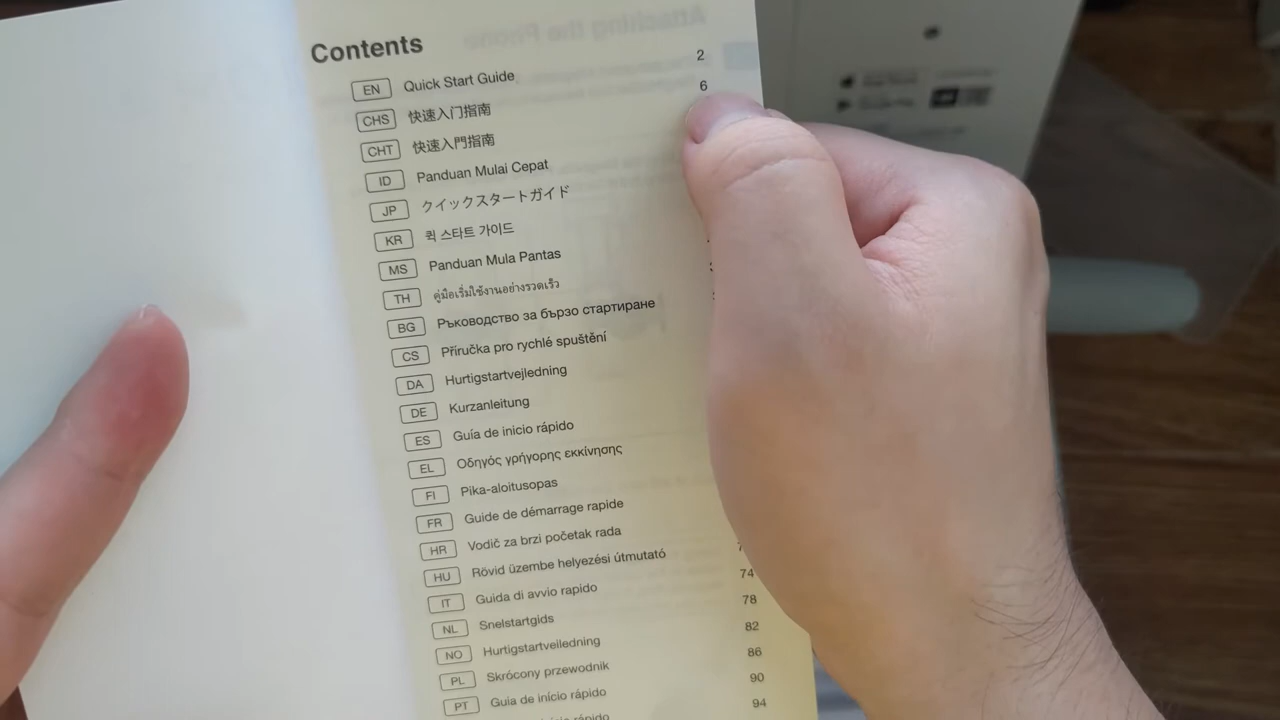 Contents
EN Quick Start Guide 2
CHS 快速入门指南 6
CHT 快速入門指南
ID Panduan Mulai Cepat
JP クイックスタートガイド
KR 퀵 스타트 가이드
MS Panduan Mula Pantas
TH คู่มือเริ่มใช้งานอย่างรวดเร็ว
BG Ръководство за бързо стартиране
CS Příručka pro rychlé spuštění
DA Hurtigstartvejledning
DE Kurzanleitung
ES Guía de inicio rápido
EL Οδηγός γρήγορης εκκίνησης
FI Pika-aloitusopas
FR Guide de démarrage rapide
HR Vodič za brzi početak rada
HU Rövid üzembe helyezési útmutató
IT Guida di avvio rapido 74
NL Snelstartgids 78
NO Hurtigstartveiledning 82
PL Skrócony przewodnik 86
PT Guia de início rápido 90
rápido 94